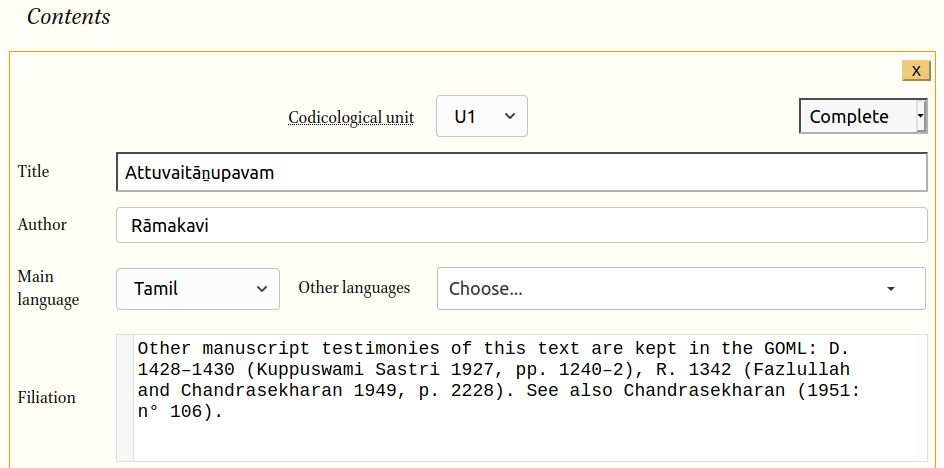 Contents
x
Codicological unit U1 Complete
Title Attuvaitāṉupavam
Author Rāmakavi
Main language Tamil Other languages Choose...
Filiation
Other manuscript testimonies of this text are kept in the GOML: D.
1428–1430 (Kuppuswami Sastri 1927, pp. 1240–2), R. 1342 (Fazlullah
and Chandrasekharan 1949, p. 2228). See also Chandrasekharan (1951:
n° 106).